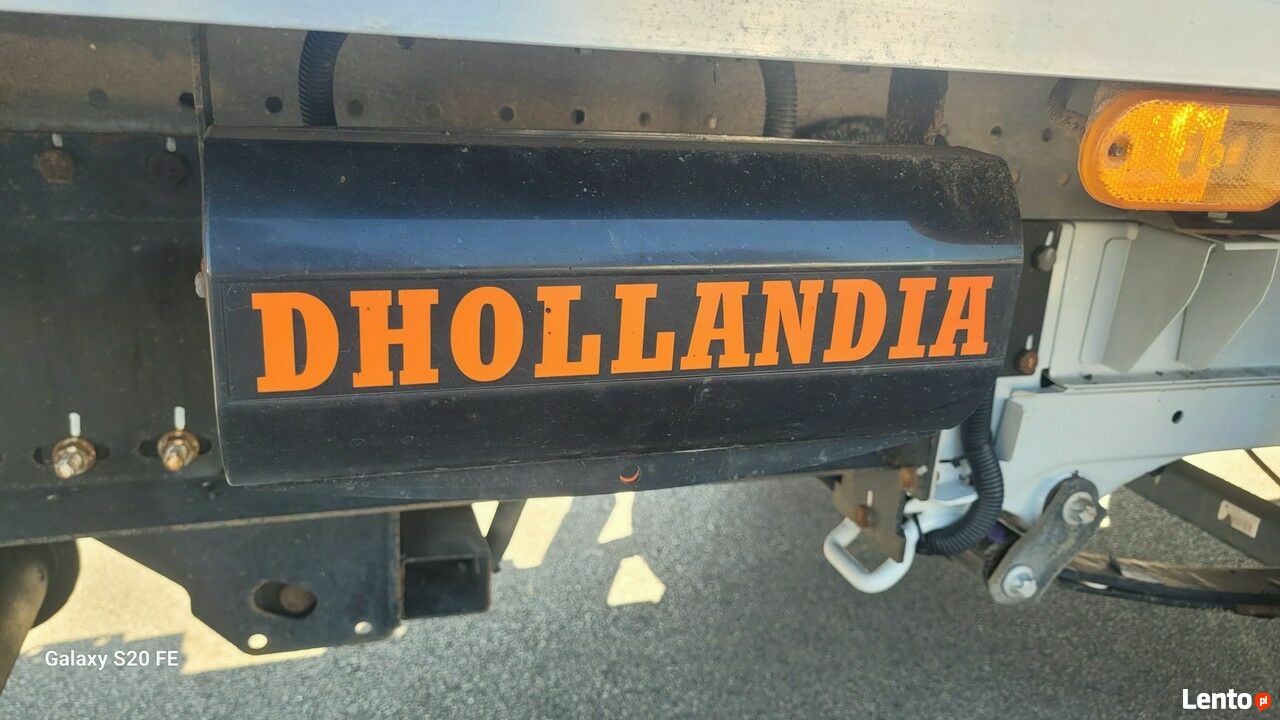 DHOLLANDIA
Galaxy S20 FE
Lento.pl